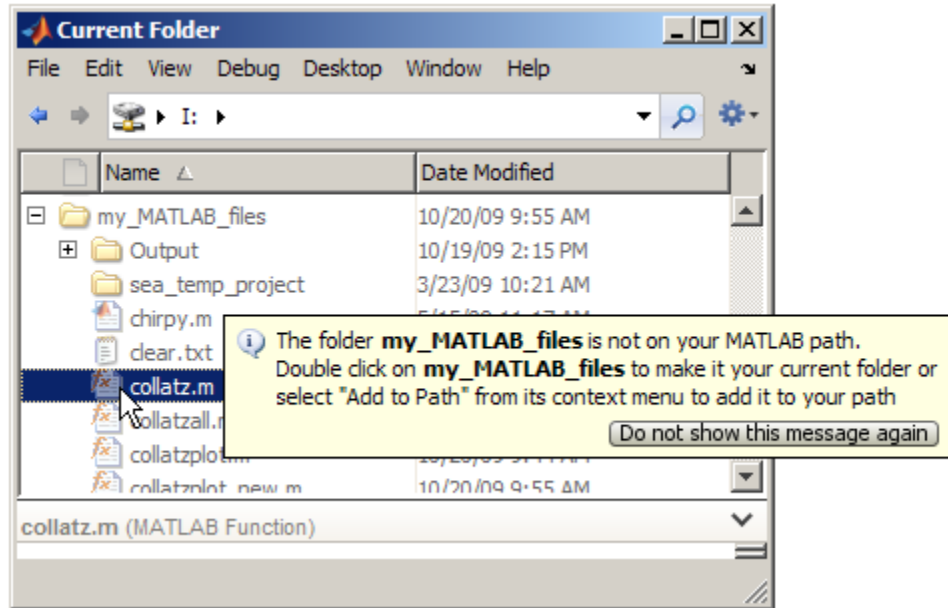 Current Folder
File Edit View Debug Desktop Window Help
I:
Name Date Modified
my_MATLAB_files 10/20/09 9:55 AM
Output 10/19/09 2:15 PM
sea_temp_project 3/23/09 10:21 AM
chirpy.m
clear.txt
collatz.m
collatzall.
collatzplot
collatzplot_new.m 10/20/09 9:55 AM
The folder my_MATLAB_files is not on your MATLAB path.
Double click on my_MATLAB_files to make it your current folder or
select "Add to Path" from its context menu to add it to your path
Do not show this message again
collatz.m (MATLAB Function)